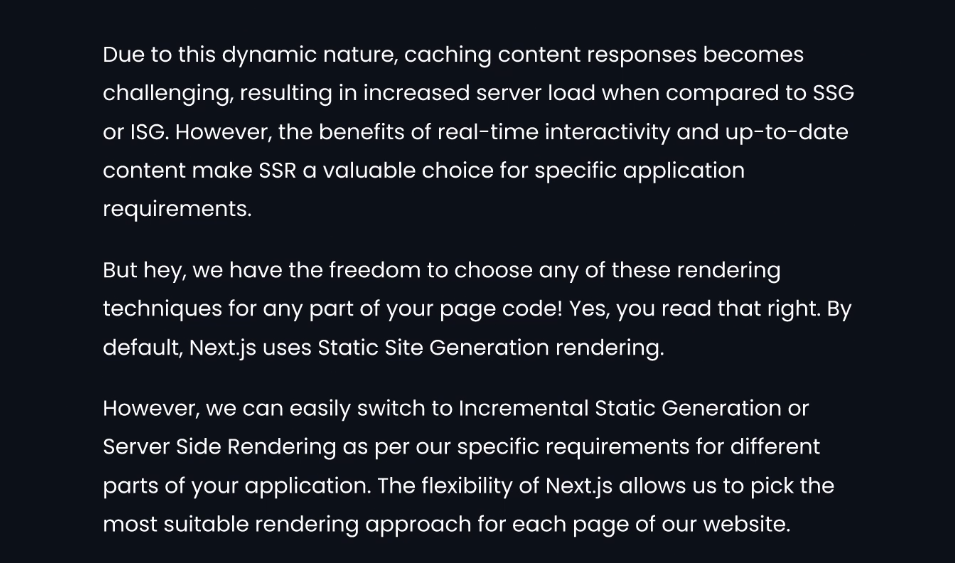 Due to this dynamic nature, caching content responses becomes
challenging, resulting in increased server load when compared to SSG
or ISG. However, the benefits of real-time interactivity and up-to-date
content make SSR a valuable choice for specific application
requirements.
But hey, we have the freedom to choose any of these rendering
techniques for any part of your page code! Yes, you read that right. By
default, Next.js uses Static Site Generation rendering.
However, we can easily switch to Incremental Static Generation or
Server Side Rendering as per our specific requirements for different
parts of your application. The flexibility of Next.js allows us to pick the
most suitable rendering approach for each page of our website.